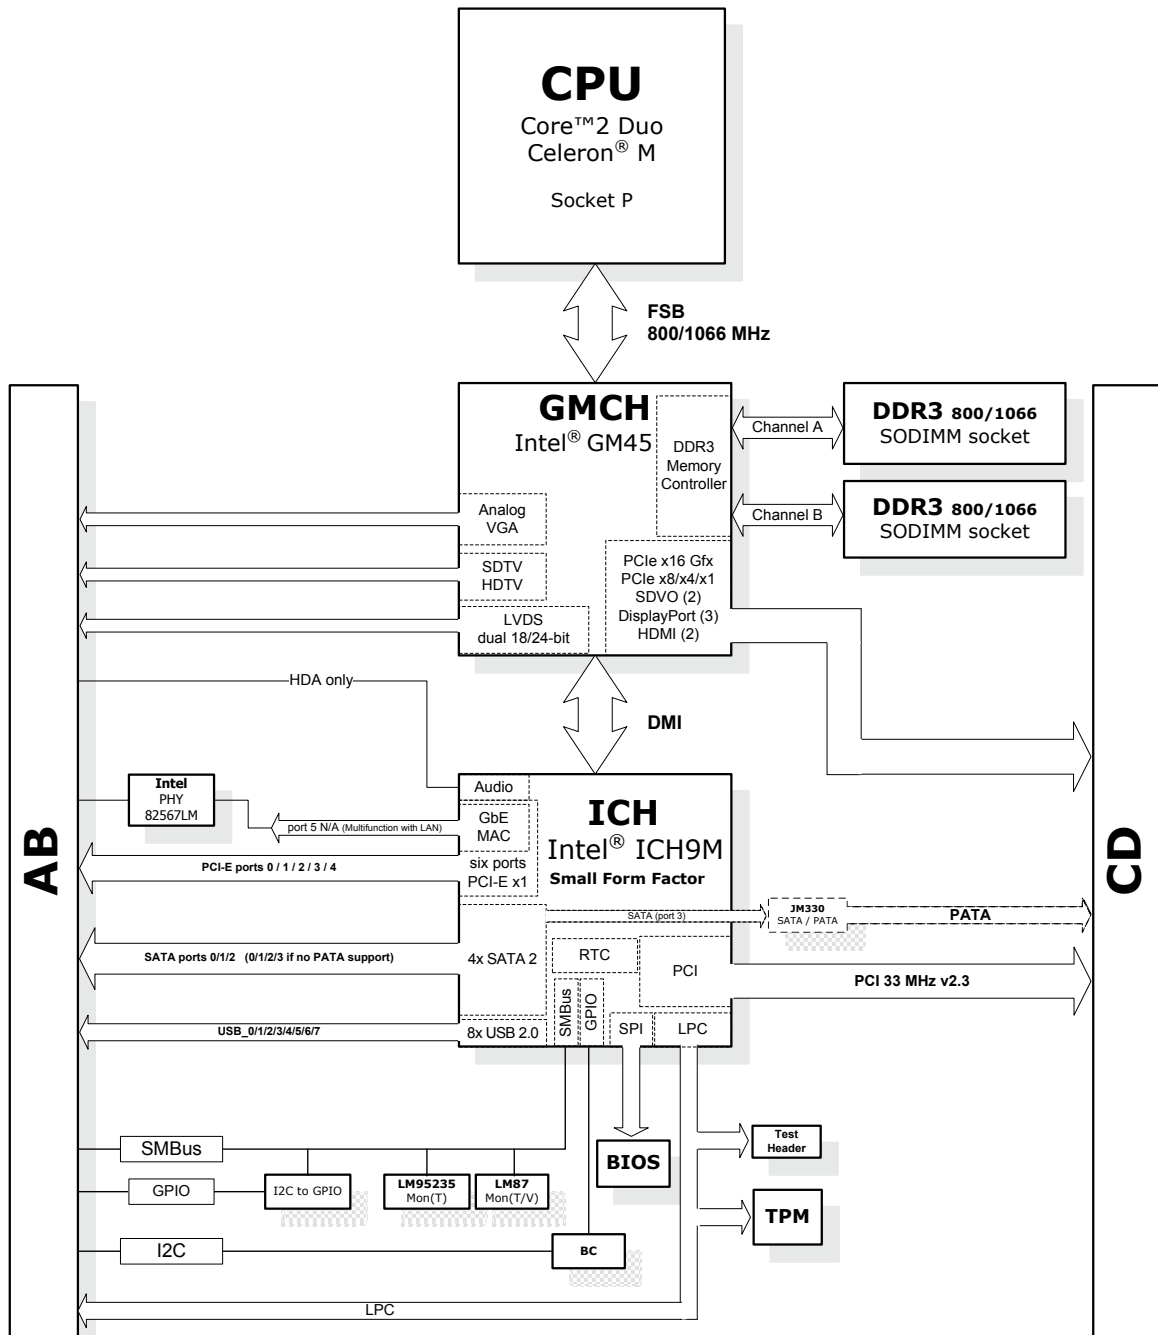 CPU
Core™2 Duo
Celeron® M
Socket P
FSB
800/1066 MHz
GMCH
Intel® GM45
DDR3
Memory
Controller
Channel A
DDR3 800/1066
SODIMM socket
Channel B
DDR3 800/1066
SODIMM socket
Analog
VGA
SDTV
HDTV
LVDS
dual 18/24-bit
PCIe x16 Gfx
PCIe x8/x4/x1
SDVO (2)
DisplayPort (3)
HDMI (2)
HDA only
DMI
AB
CD
Intel
PHY
82567LM
port 5 N/A (Multifunction with LAN)
Audio
GbE
MAC
ICH
Intel® ICH9M
Small Form Factor
PCI-E ports 0 / 1 / 2 / 3 / 4
six ports
PCI-E x1
SATA (port 3)
JM330
SATA / PATA
PATA
SATA ports 0/1/2 (0/1/2/3 if no PATA support)
4x SATA 2
RTC
PCI
PCI 33 MHz v2.3
USB_0/1/2/3/4/5/6/7
8x USB 2.0
SMBus
GPIO
SPI
LPC
SMBus
GPIO
I2C to GPIO
LM95235
Mon(T)
LM87
Mon(T/V)
BIOS
Test
Header
TPM
I2C
BC
LPC